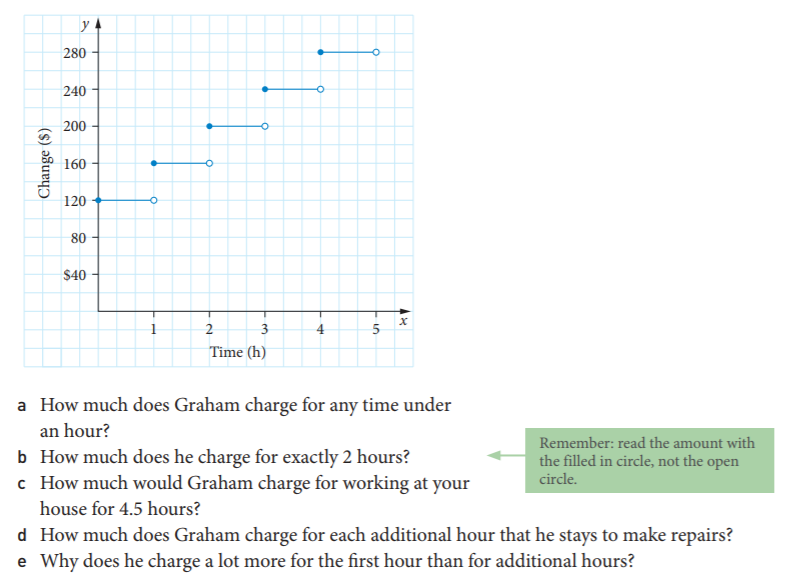 y
280
240
200
160
120
80
$40
Change ($)
1 2 3 4 5 x
Time (h)
a How much does Graham charge for any time under
an hour?
b How much does he charge for exactly 2 hours?
c How much would Graham charge for working at your
house for 4.5 hours?
Remember: read the amount with
the filled in circle, not the open
circle.
d How much does Graham charge for each additional hour that he stays to make repairs?
e Why does he charge a lot more for the first hour than for additional hours?